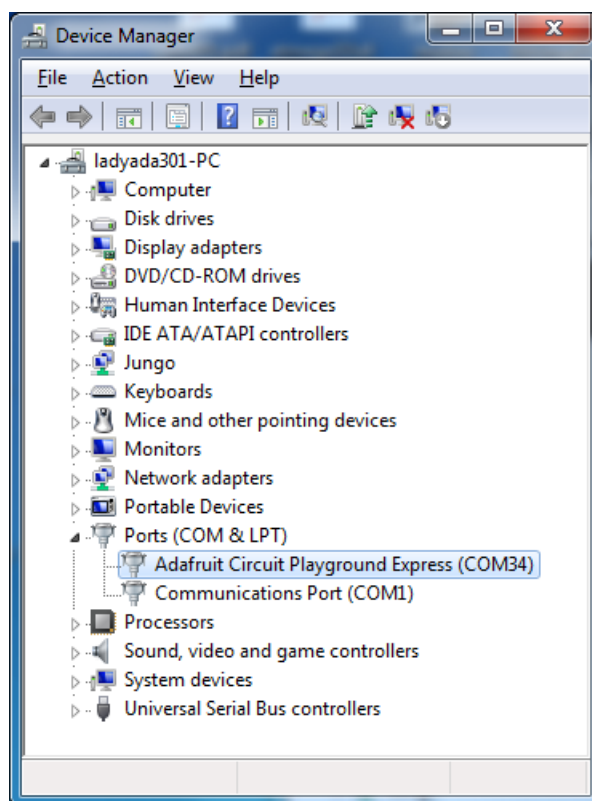 Device Manager
File Action View Help
ladyada301-PC
Computer
Disk drives
Display adapters
DVD/CD-ROM drives
Human Interface Devices
IDE ATA/ATAPI controllers
Jungo
Keyboards
Mice and other pointing devices
Monitors
Network adapters
Portable Devices
Ports (COM & LPT)
Adafruit Circuit Playground Express (COM34)
Communications Port (COM1)
Processors
Sound, video and game controllers
System devices
Universal Serial Bus controllers